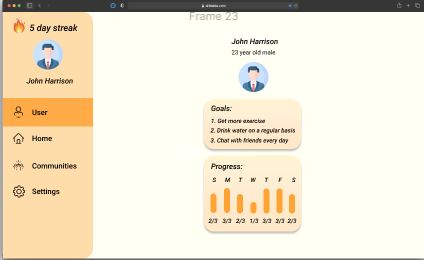 Frame 23
5 day streak
John Harrison
User
Home
Communities
Settings
John Harrison
23 year old male
Goals:
1. Get more exercise
2. Drink water on a regular basis
3. Chat with friends every day
Progress:
S M T W T F S
2/3 3/3 2/3 1/3 3/3 3/3 2/3